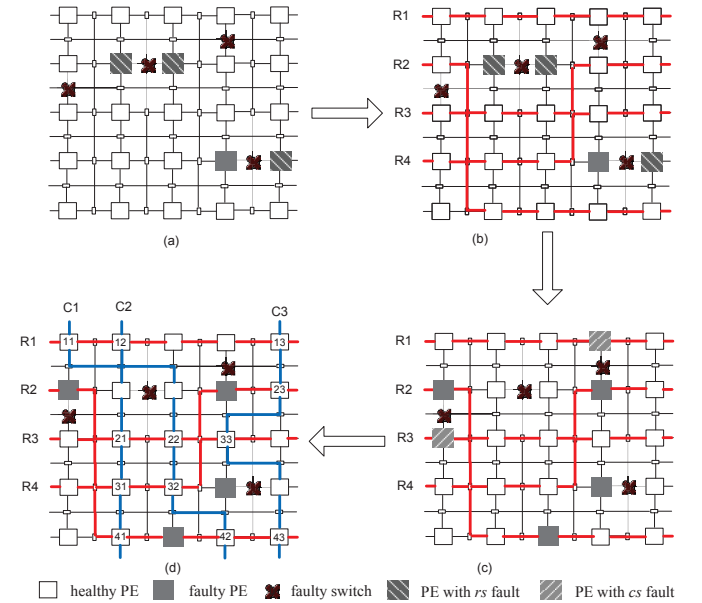 R1
R2
R3
R4
(a)
(b)
C1 C2 C3
R1 11 12 13
R2 23
R3 21 22 33
R4 31 32
41 42 43
(d)
R1
R2
R3
R4
(c)
healthy PE faulty PE faulty switch PE with rs fault PE with cs fault